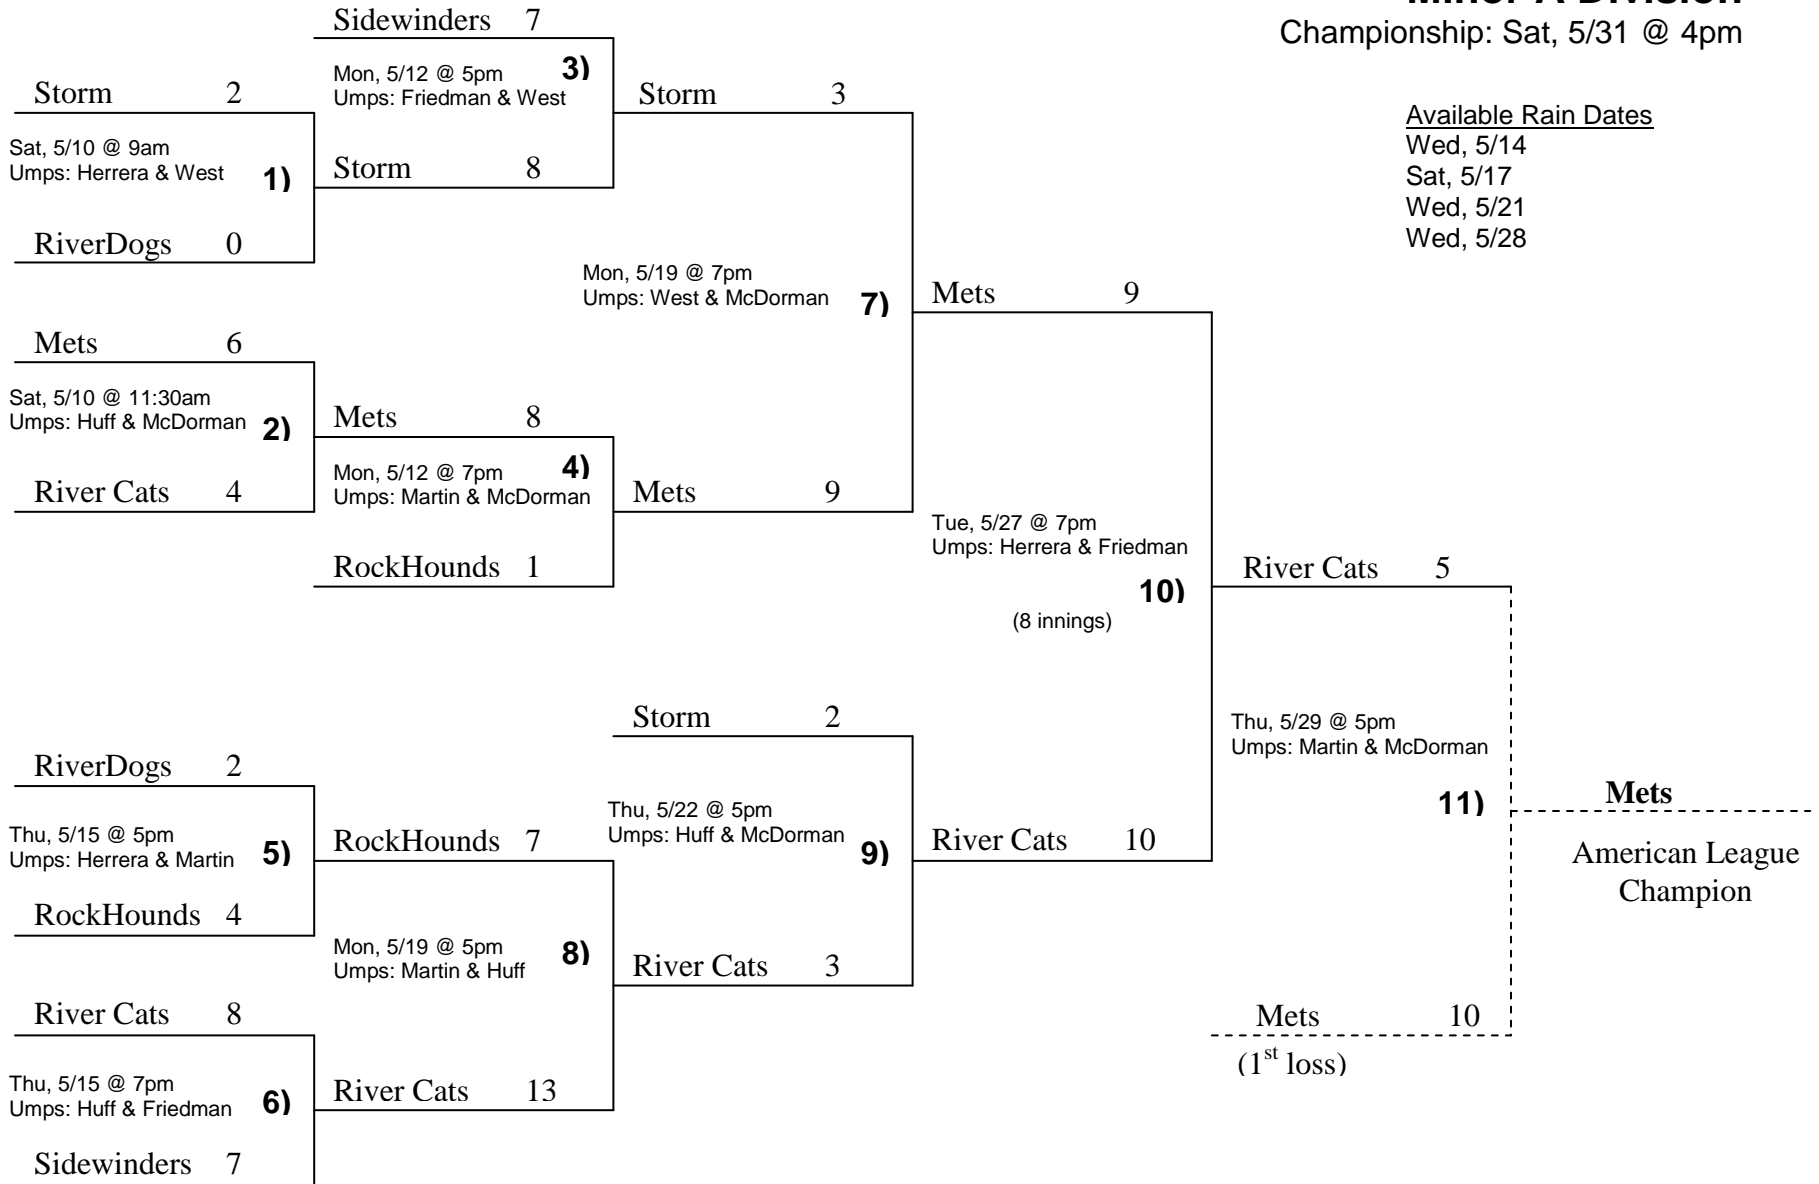 Minor A Division
Championship: Sat, 5/31 @ 4pm
Available Rain Dates
Wed, 5/14
Sat, 5/17
Wed, 5/21
Wed, 5/28
Storm 2
Sat, 5/10 @ 9am
Umps: Herrera & West 1)
RiverDogs 0
Mets 6
Sat, 5/10 @ 11:30am
Umps: Huff & McDorman 2)
River Cats 4
Sidewinders 7
Mon, 5/12 @ 5pm 3)
Umps: Friedman & West
Storm 8
Mets 8
Mon, 5/12 @ 7pm 4)
Umps: Martin & McDorman
RockHounds 1
Storm 3
Mon, 5/19 @ 7pm
Umps: West & McDorman 7)
Mets 9
Mets 9
Tue, 5/27 @ 7pm
Umps: Herrera & Friedman
10)
(8 innings)
River Cats 10
RiverDogs 2
Thu, 5/15 @ 5pm
Umps: Herrera & Martin 5)
RockHounds 4
River Cats 8
Thu, 5/15 @ 7pm
Umps: Huff & Friedman 6)
Sidewinders 7
RockHounds 7
Mon, 5/19 @ 5pm 8)
Umps: Martin & Huff
River Cats 13
Storm 2
Thu, 5/22 @ 5pm
Umps: Huff & McDorman 9)
River Cats 3
River Cats 5
Thu, 5/29 @ 5pm
Umps: Martin & McDorman
11)
Mets 10
(1st loss)
Mets
American League
Champion